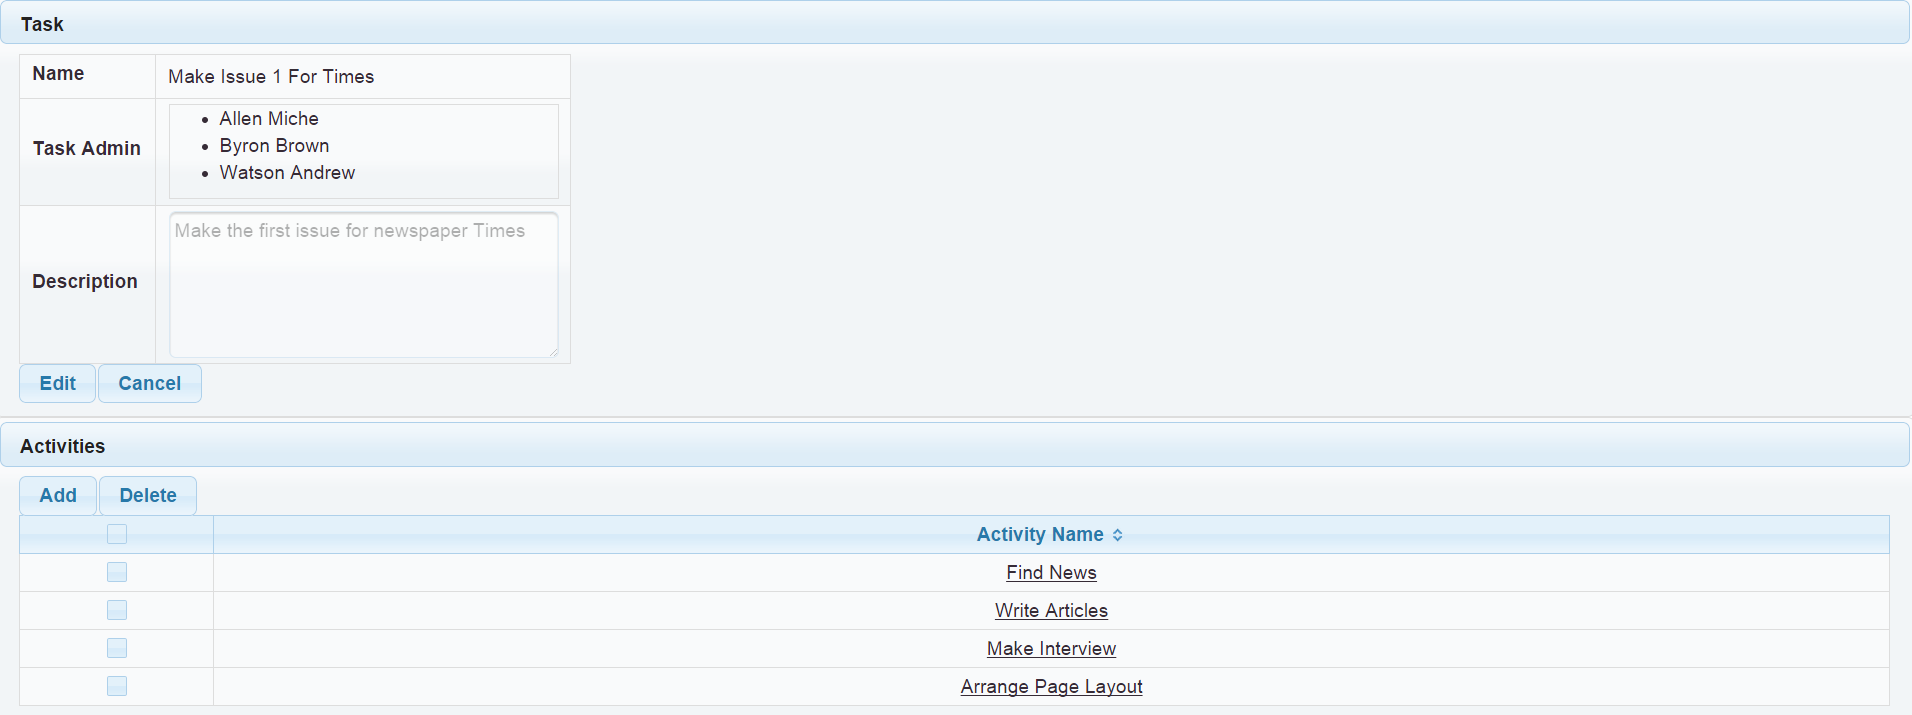 Task
Name
Make Issue 1 For Times
Task Admin
Allen Miche
Byron Brown
Watson Andrew
Description
Make the first issue for newspaper Times
Edit Cancel
Activities
Add Delete
Activity Name
Find News
Write Articles
Make Interview
Arrange Page Layout